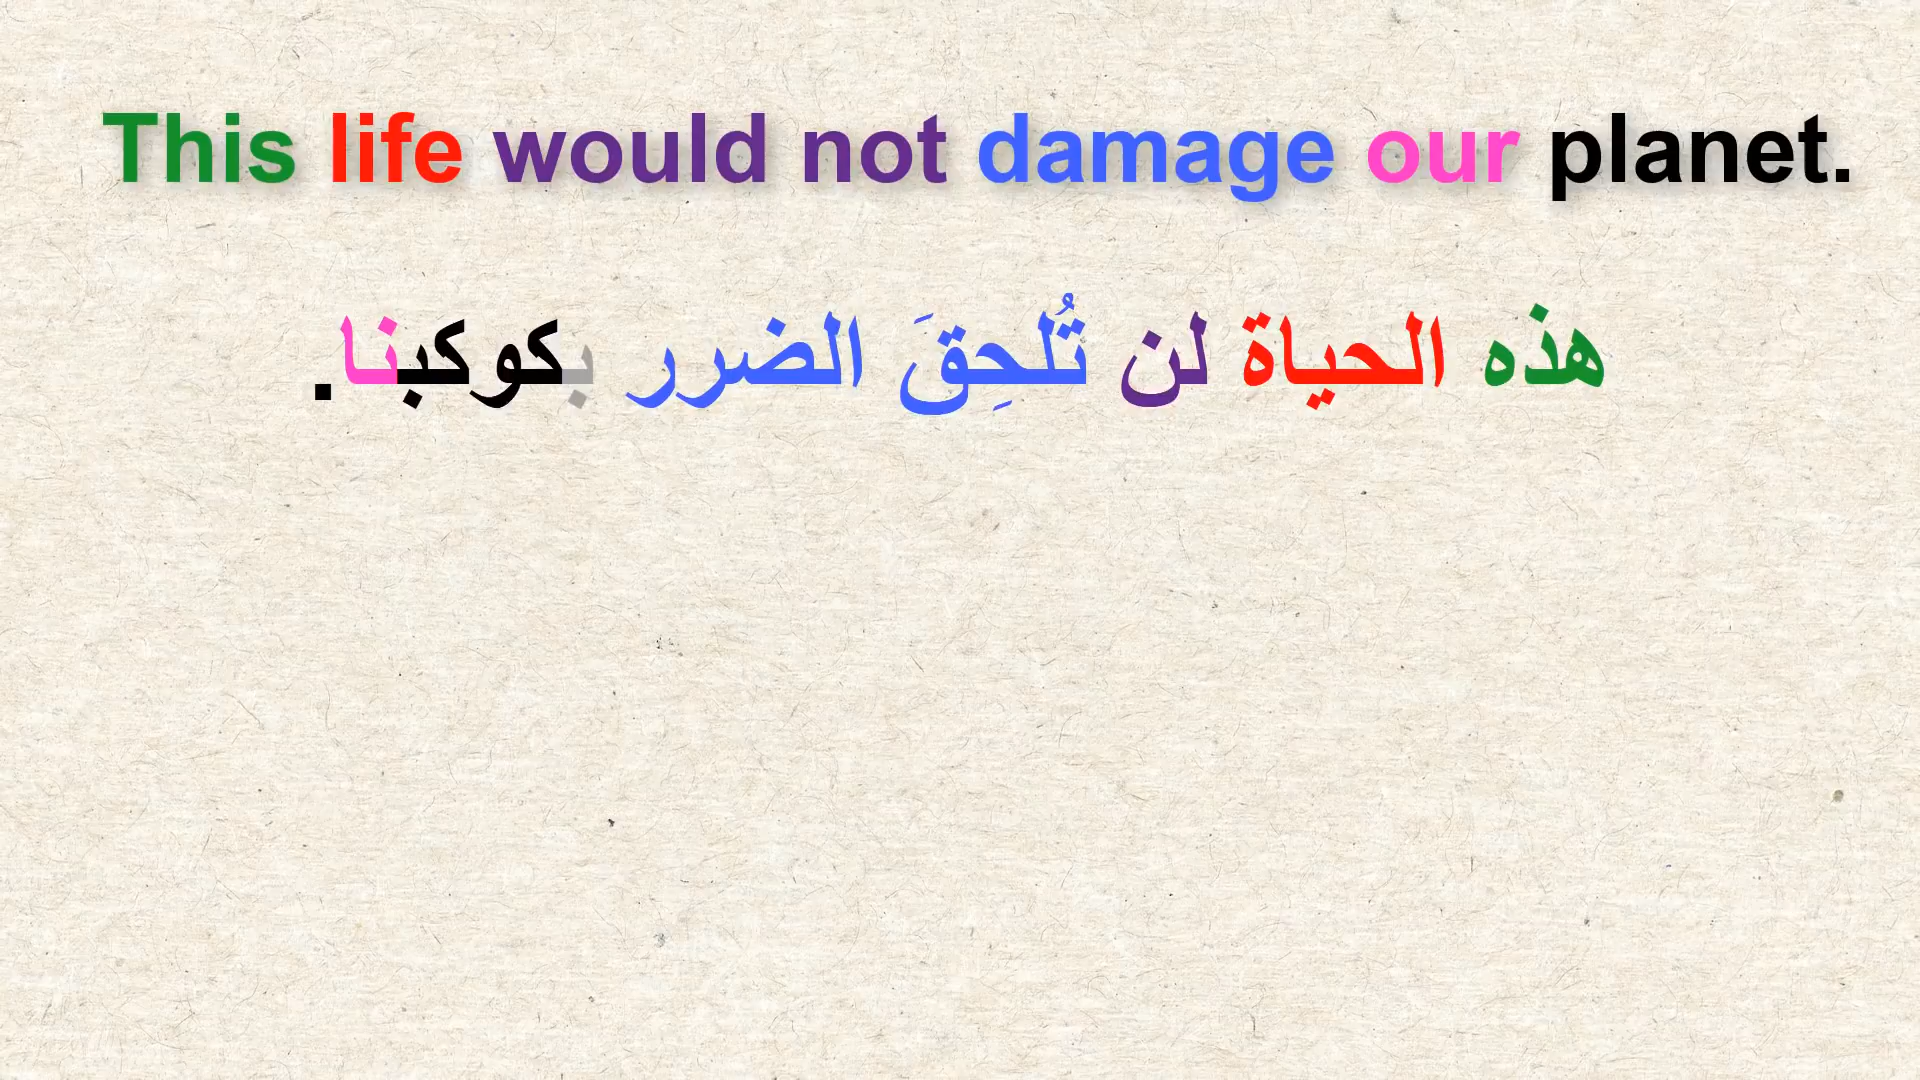 This life would not damage our planet.
هذه الحياة لن تُلحِقَ الضرر بكوكبنا.